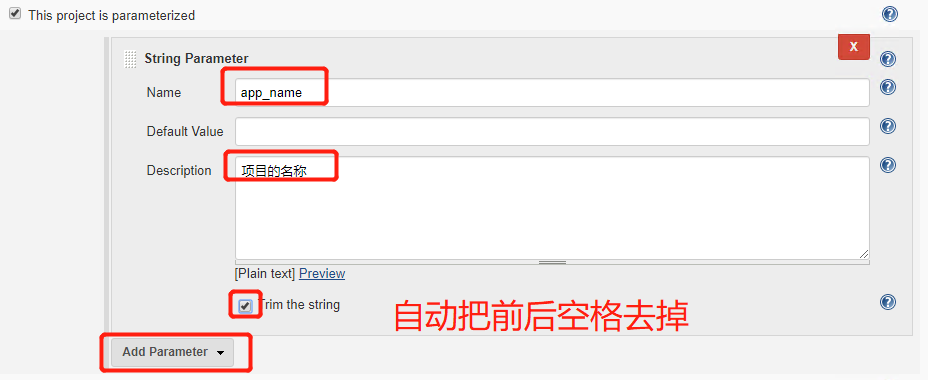 This project is parameterized
String Parameter
X
Name
app_name
Default Value
Description
项目的名称
[Plain text] Preview
Trim the string
自动把前后空格去掉
Add Parameter